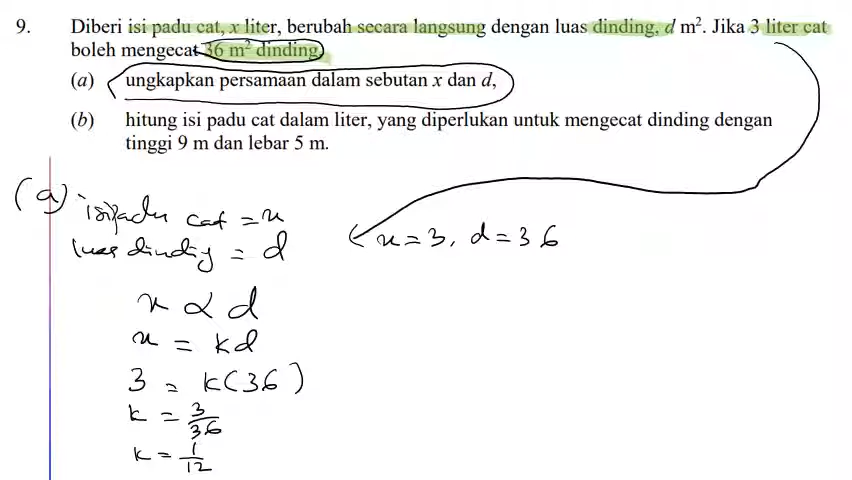 9. Diberi isi padu cat, x liter, berubah secara langsung dengan luas dinding, d m². Jika 3 liter cat
boleh mengecat 36 m² dinding,
(a) ungkapkan persamaan dalam sebutan x dan d,
(b) hitung isi padu cat dalam liter, yang diperlukan untuk mengecat dinding dengan
tinggi 9 m dan lebar 5 m.
(a) isipadu cat = x
luas dinding = d
x = 3, d = 36
x ∝ d
x = kd
3 = k(36)
k = 3/36
k = 1/12